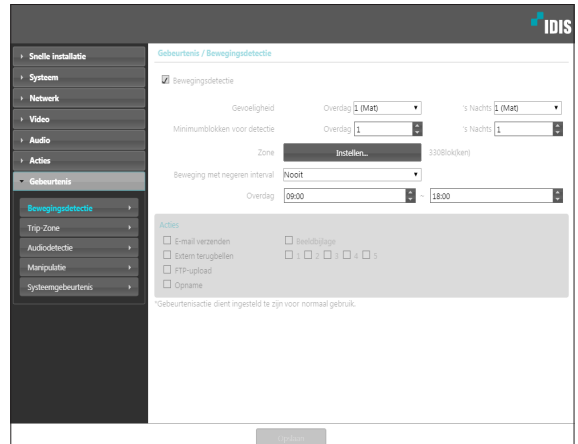 IDIS
Snelle installatie
Systeem
Netwerk
Video
Audio
Acties
Gebeurtenis
Bewegingsdetectie
Trip-Zone
Audiodetectie
Manipulatie
Systeemgebeurtenis
Gebeurtenis / Bewegingsdetectie
Bewegingsdetectie
Gevoeligheid Overdag 1 (Mat) 's Nachts 1 (Mat)
Minimumblokken voor detectie Overdag 1 's Nachts 1
Zone Instellen... 330Blok(ken)
Beweging met negeren interval Nooit
Overdag 09:00 ~ 18:00
Acties
E-mail verzenden Beeldbijlage
Extern terugbellen 1 2 3 4 5
FTP-upload
Opname
*Gebeurtenisactie dient ingesteld te zijn voor normaal gebruik.
Opslaan